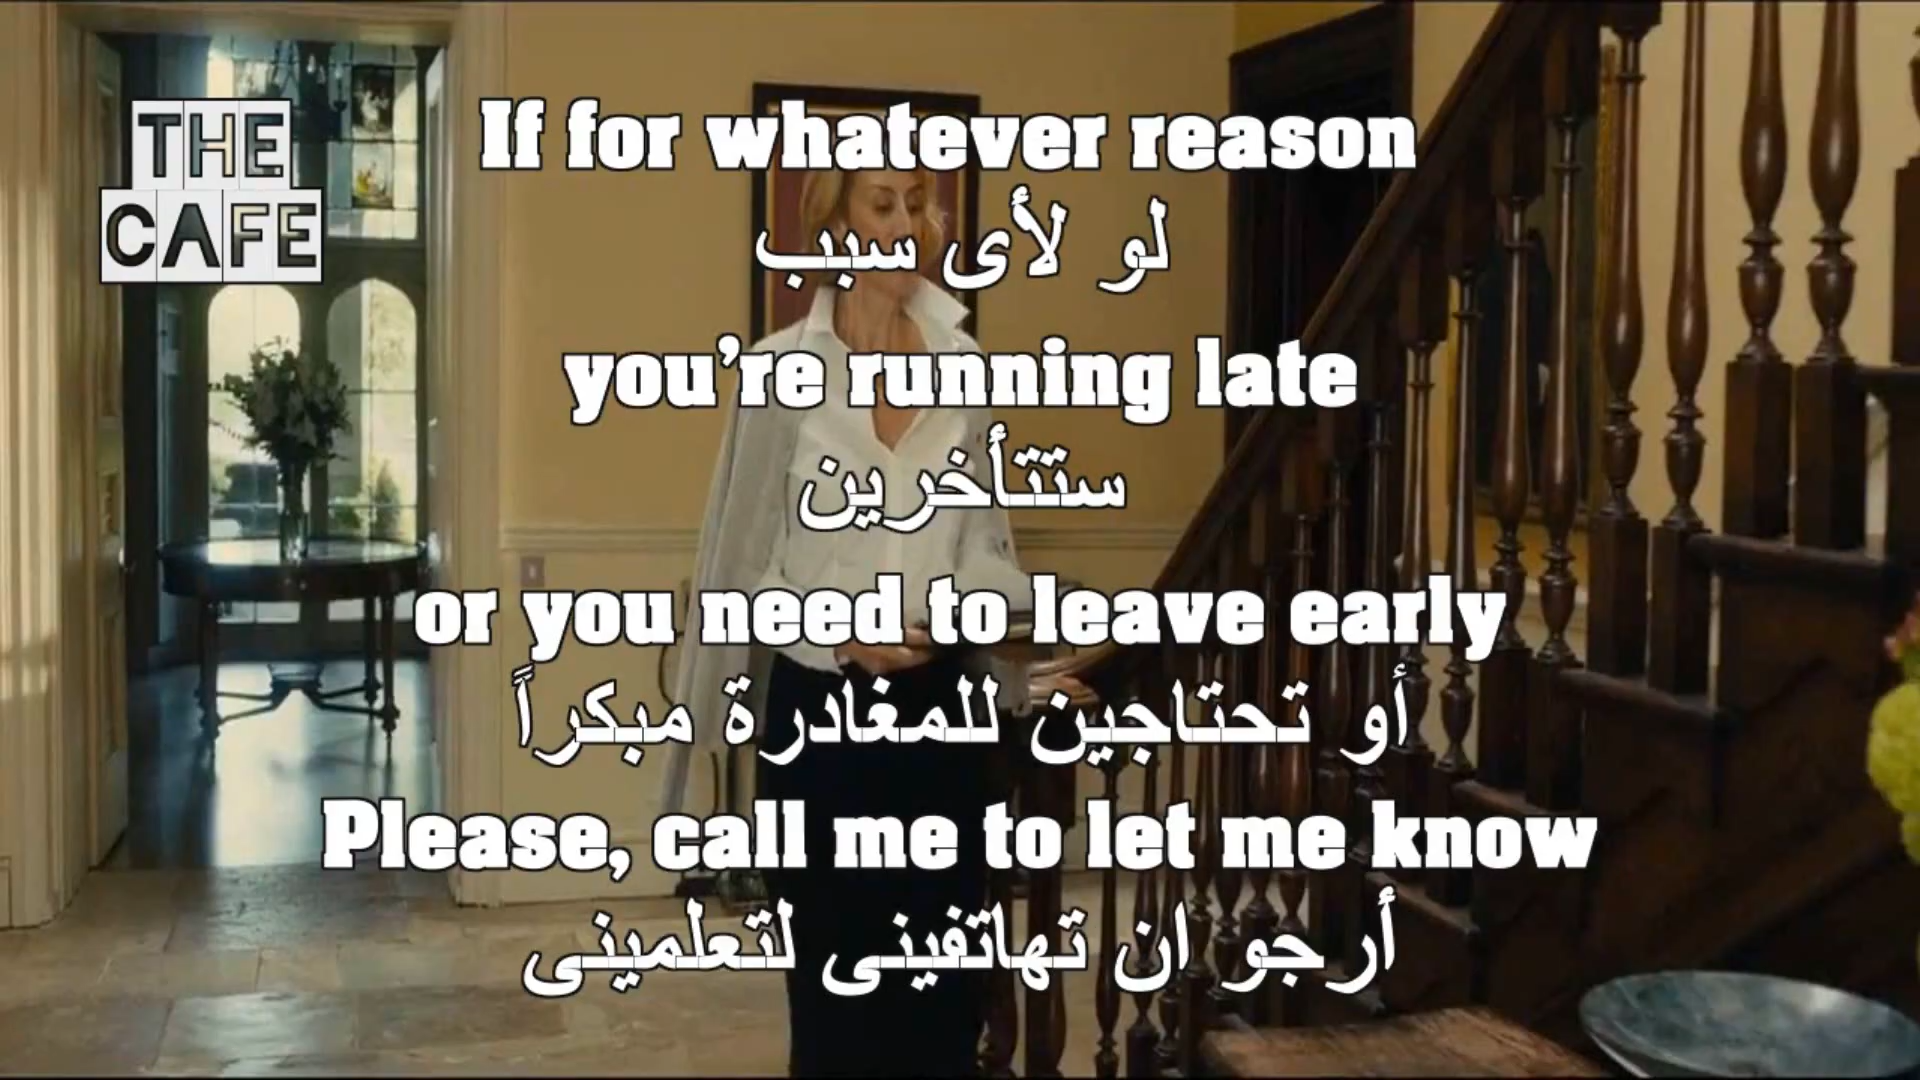 THE
CAFE
If for whatever reason
لو لأى سبب
you're running late
ستتأخرين
or you need to leave early
أو تحتاجين للمغادرة مبكراً
Please, call me to let me know
أرجو ان تهاتفينى لتعلمينى